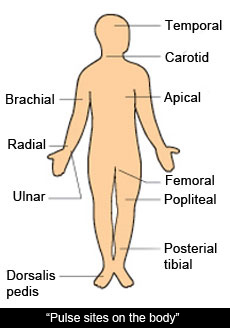 Temporal
Carotid
Brachial
Apical
Radial
Ulnar
Femoral
Popliteal
Posterial
tibial
Dorsalis
pedis
“Pulse sites on the body”